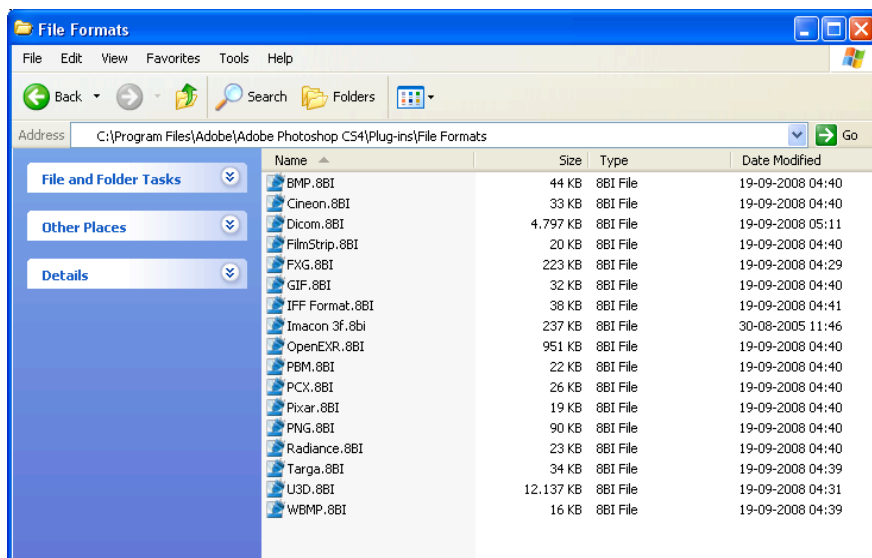 File Formats
File Edit View Favorites Tools Help
Back Search Folders
Address C:\Program Files\Adobe\Adobe Photoshop CS4\Plug-ins\File Formats Go
File and Folder Tasks
Other Places
Details
Name Size Type Date Modified
BMP.8BI 44 KB 8BI File 19-09-2008 04:40
Cineon.8BI 33 KB 8BI File 19-09-2008 04:40
Dicom.8BI 4.797 KB 8BI File 19-09-2008 05:11
FilmStrip.8BI 20 KB 8BI File 19-09-2008 04:40
FXG.8BI 223 KB 8BI File 19-09-2008 04:29
GIF.8BI 32 KB 8BI File 19-09-2008 04:40
IFF Format.8BI 38 KB 8BI File 19-09-2008 04:41
Imacon 3f.8bi 237 KB 8BI File 30-08-2005 11:46
OpenEXR.8BI 951 KB 8BI File 19-09-2008 04:40
PBM.8BI 22 KB 8BI File 19-09-2008 04:40
PCX.8BI 26 KB 8BI File 19-09-2008 04:40
Pixar.8BI 19 KB 8BI File 19-09-2008 04:40
PNG.8BI 90 KB 8BI File 19-09-2008 04:40
Radiance.8BI 23 KB 8BI File 19-09-2008 04:40
Targa.8BI 34 KB 8BI File 19-09-2008 04:39
U3D.8BI 12.137 KB 8BI File 19-09-2008 04:31
WBMP.8BI 16 KB 8BI File 19-09-2008 04:39